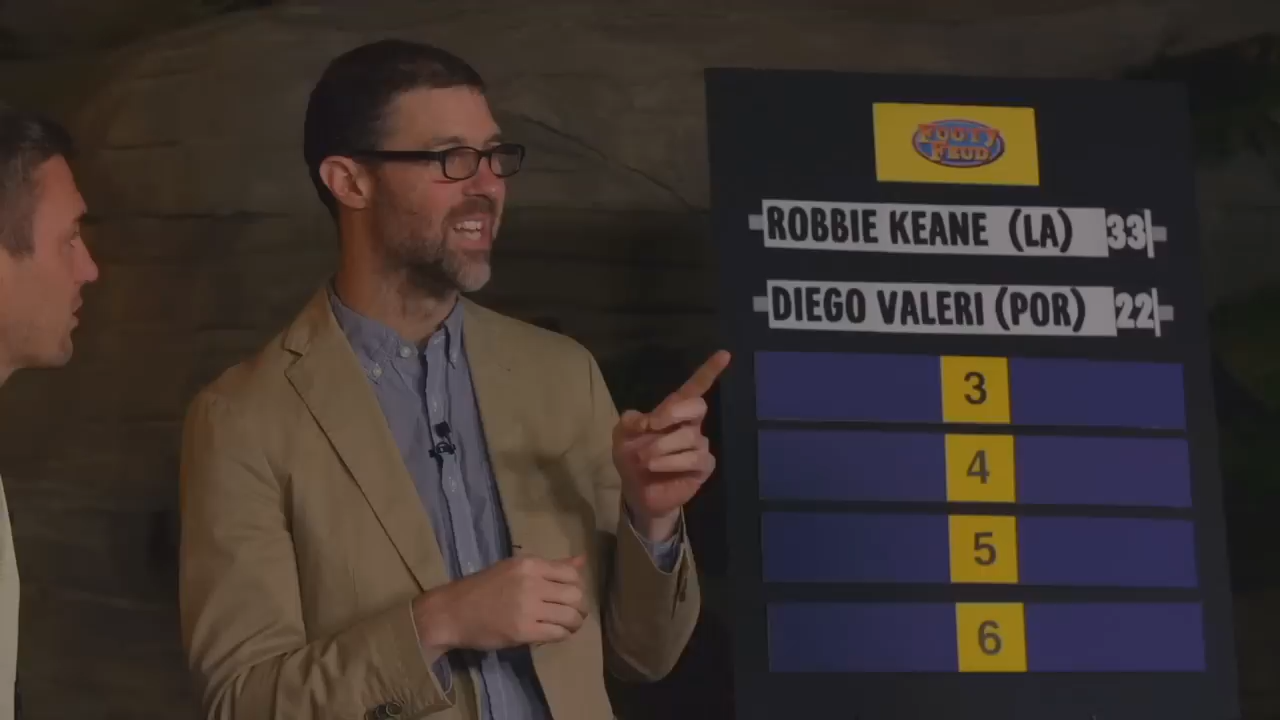 FOOTY
FEUD
ROBBIE KEANE (LA) 33
DIEGO VALERI (POR) 22
3
4
5
6